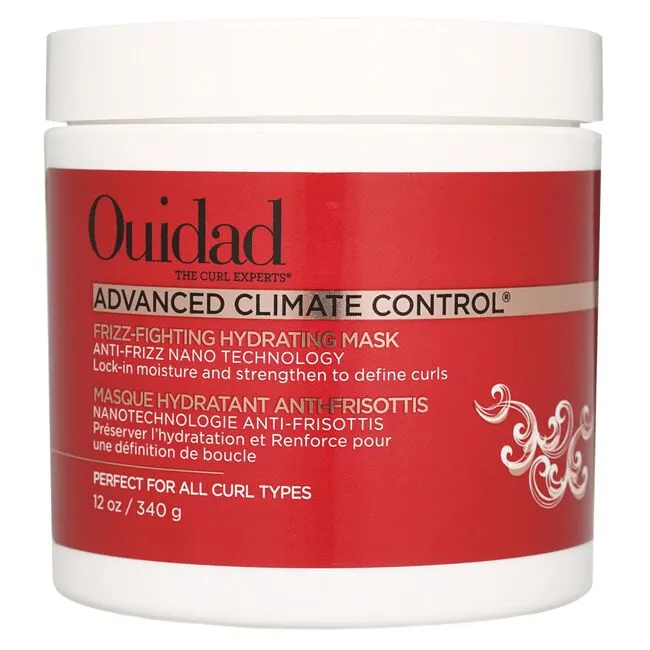 Ouidad
THE CURL EXPERTS®
ADVANCED CLIMATE CONTROL®
FRIZZ-FIGHTING HYDRATING MASK
ANTI-FRIZZ NANO TECHNOLOGY
Lock-in moisture and strengthen to define curls
MASQUE HYDRATANT ANTI-FRISOTTIS
NANOTECHNOLOGIE ANTI-FRISOTTIS
Préserver l'hydratation et Renforce pour
une définition de boucle
PERFECT FOR ALL CURL TYPES
12 oz / 340 g